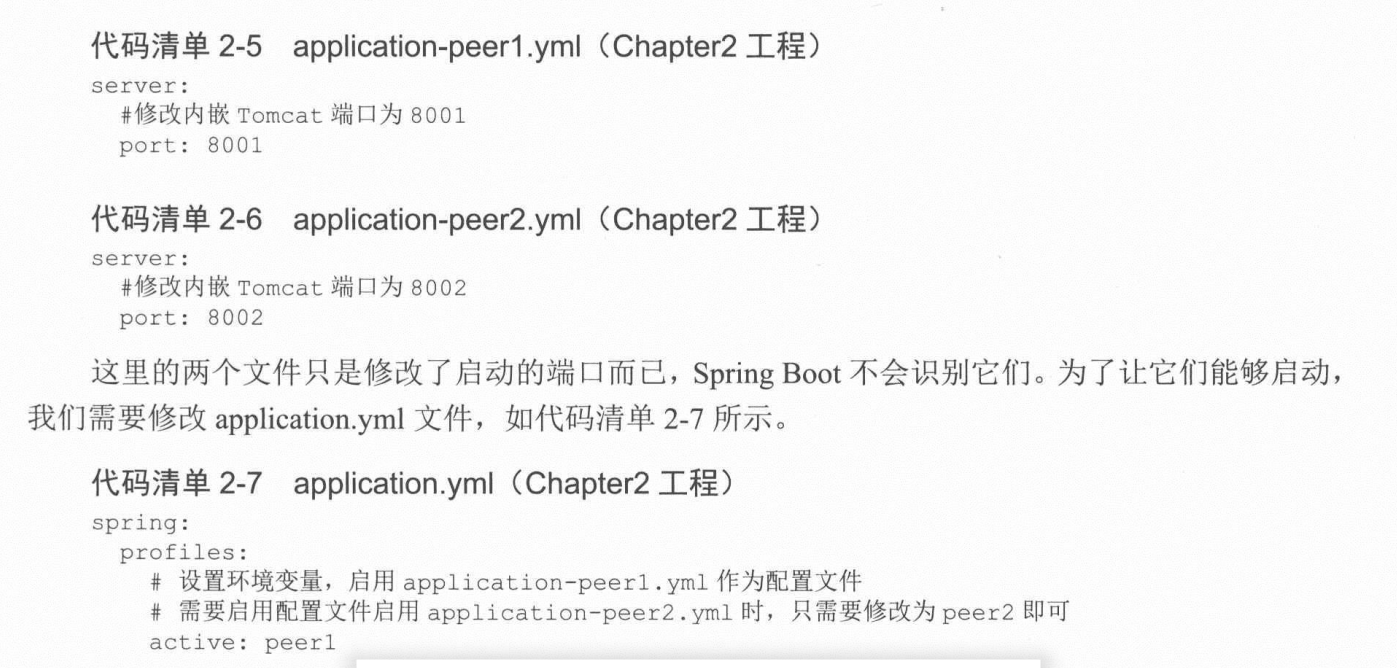 代码清单 2-5 application-peer1.yml（Chapter2 工程）
server:
  #修改内嵌 Tomcat 端口为 8001
  port: 8001
代码清单 2-6 application-peer2.yml（Chapter2 工程）
server:
  #修改内嵌 Tomcat 端口为 8002
  port: 8002
这里的两个文件只是修改了启动的端口而已，Spring Boot 不会识别它们。为了让它们能够启动，
我们需要修改 application.yml 文件，如代码清单 2-7 所示。
代码清单 2-7 application.yml（Chapter2 工程）
spring:
  profiles:
    # 设置环境变量，启用 application-peer1.yml 作为配置文件
    # 需要启用配置文件启用 application-peer2.yml 时，只需要修改为 peer2 即可
    active: peer1